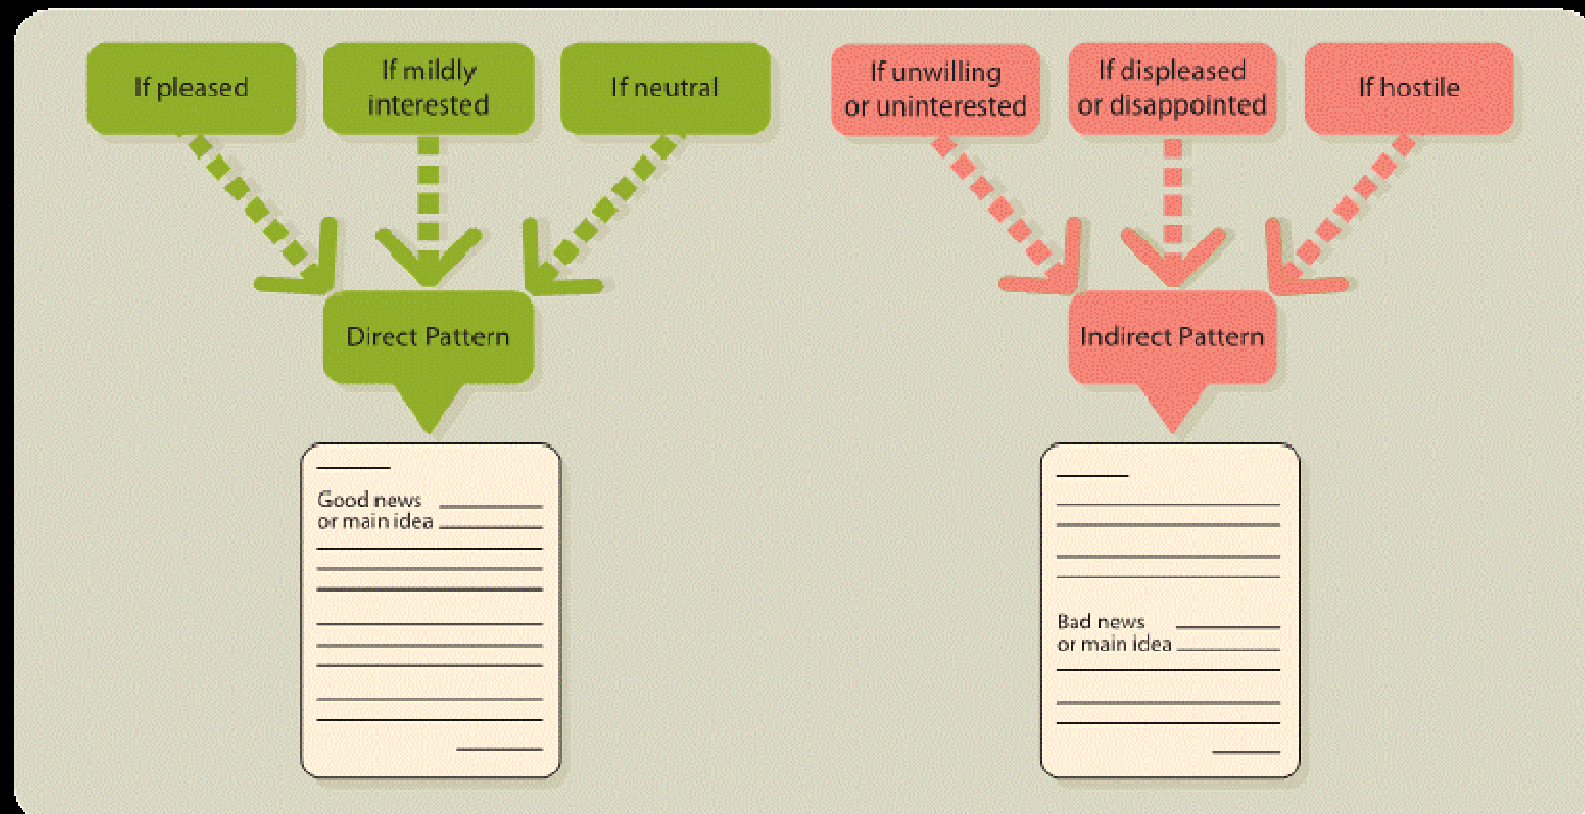 If pleased
If mildly
interested
If neutral
If unwilling
or uninterested
If displeased
or disappointed
If hostile
Direct Pattern
Indirect Pattern
Good news
or main idea
Bad news
or main idea